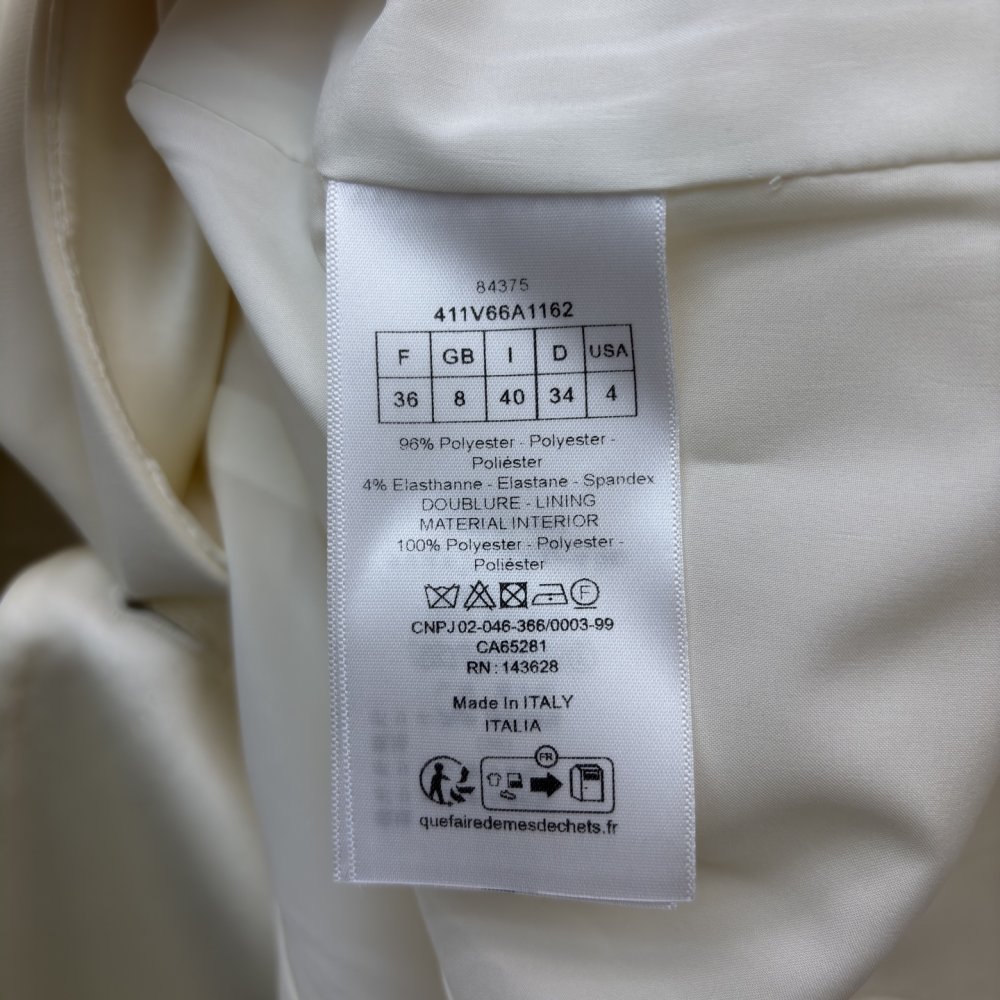 84375
411V66A1162
F GB I D USA
36 8 40 34 4
96% Polyester - Polyester -
Poliéster
4% Elasthanne - Elastane - Spandex
DOUBLURE - LINING
MATERIAL INTERIOR
100% Polyester - Polyester -
Poliéster
F
CNPJ 02-046-366/0003-99
CA65281
RN : 143628
Made In ITALY
ITALIA
FR
quefairedemesdechets.fr